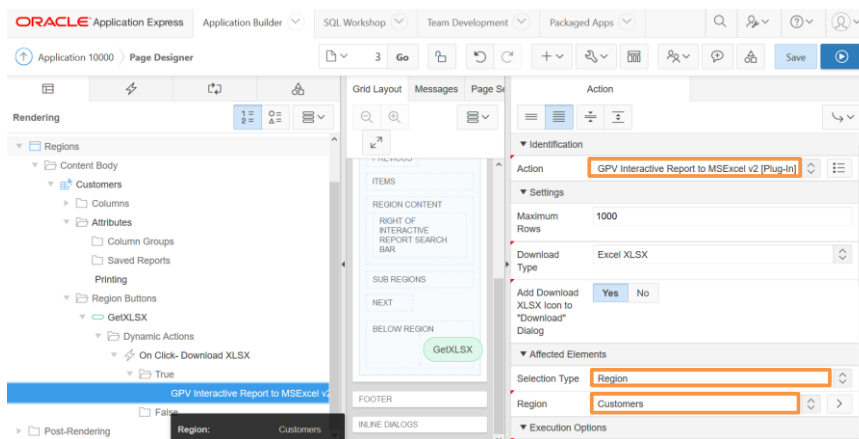 ORACLE Application Express Application Builder SQL Workshop Team Development Packaged Apps
Application 10000 Page Designer 3 Go Save
Rendering
Regions
Content Body
Customers
Columns
Attributes
Column Groups
Saved Reports
Printing
Region Buttons
GetXLSX
Dynamic Actions
On Click- Download XLSX
True
GPV Interactive Report to MSExcel v2
False
Post-Rendering
Region: Customers
Grid Layout Messages Page Se
PREVIOUS
ITEMS
REGION CONTENT
RIGHT OF
INTERACTIVE
REPORT SEARCH
BAR
SUB REGIONS
NEXT
BELOW REGION
GetXLSX
FOOTER
INLINE DIALOGS
Action
Identification
Action GPV Interactive Report to MSExcel v2 [Plug-In]
Settings
Maximum
Rows
1000
Download
Type
Excel XLSX
Add Download
XLSX Icon to
"Download"
Dialog
Yes No
Affected Elements
Selection Type Region
Region Customers
Execution Options